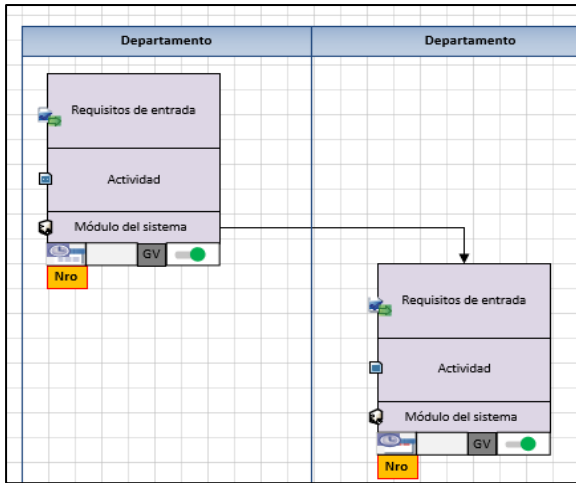 Departamento
Departamento
Requisitos de entrada
Actividad
Módulo del sistema
GV
Nro
Requisitos de entrada
Actividad
Módulo del sistema
GV
Nro